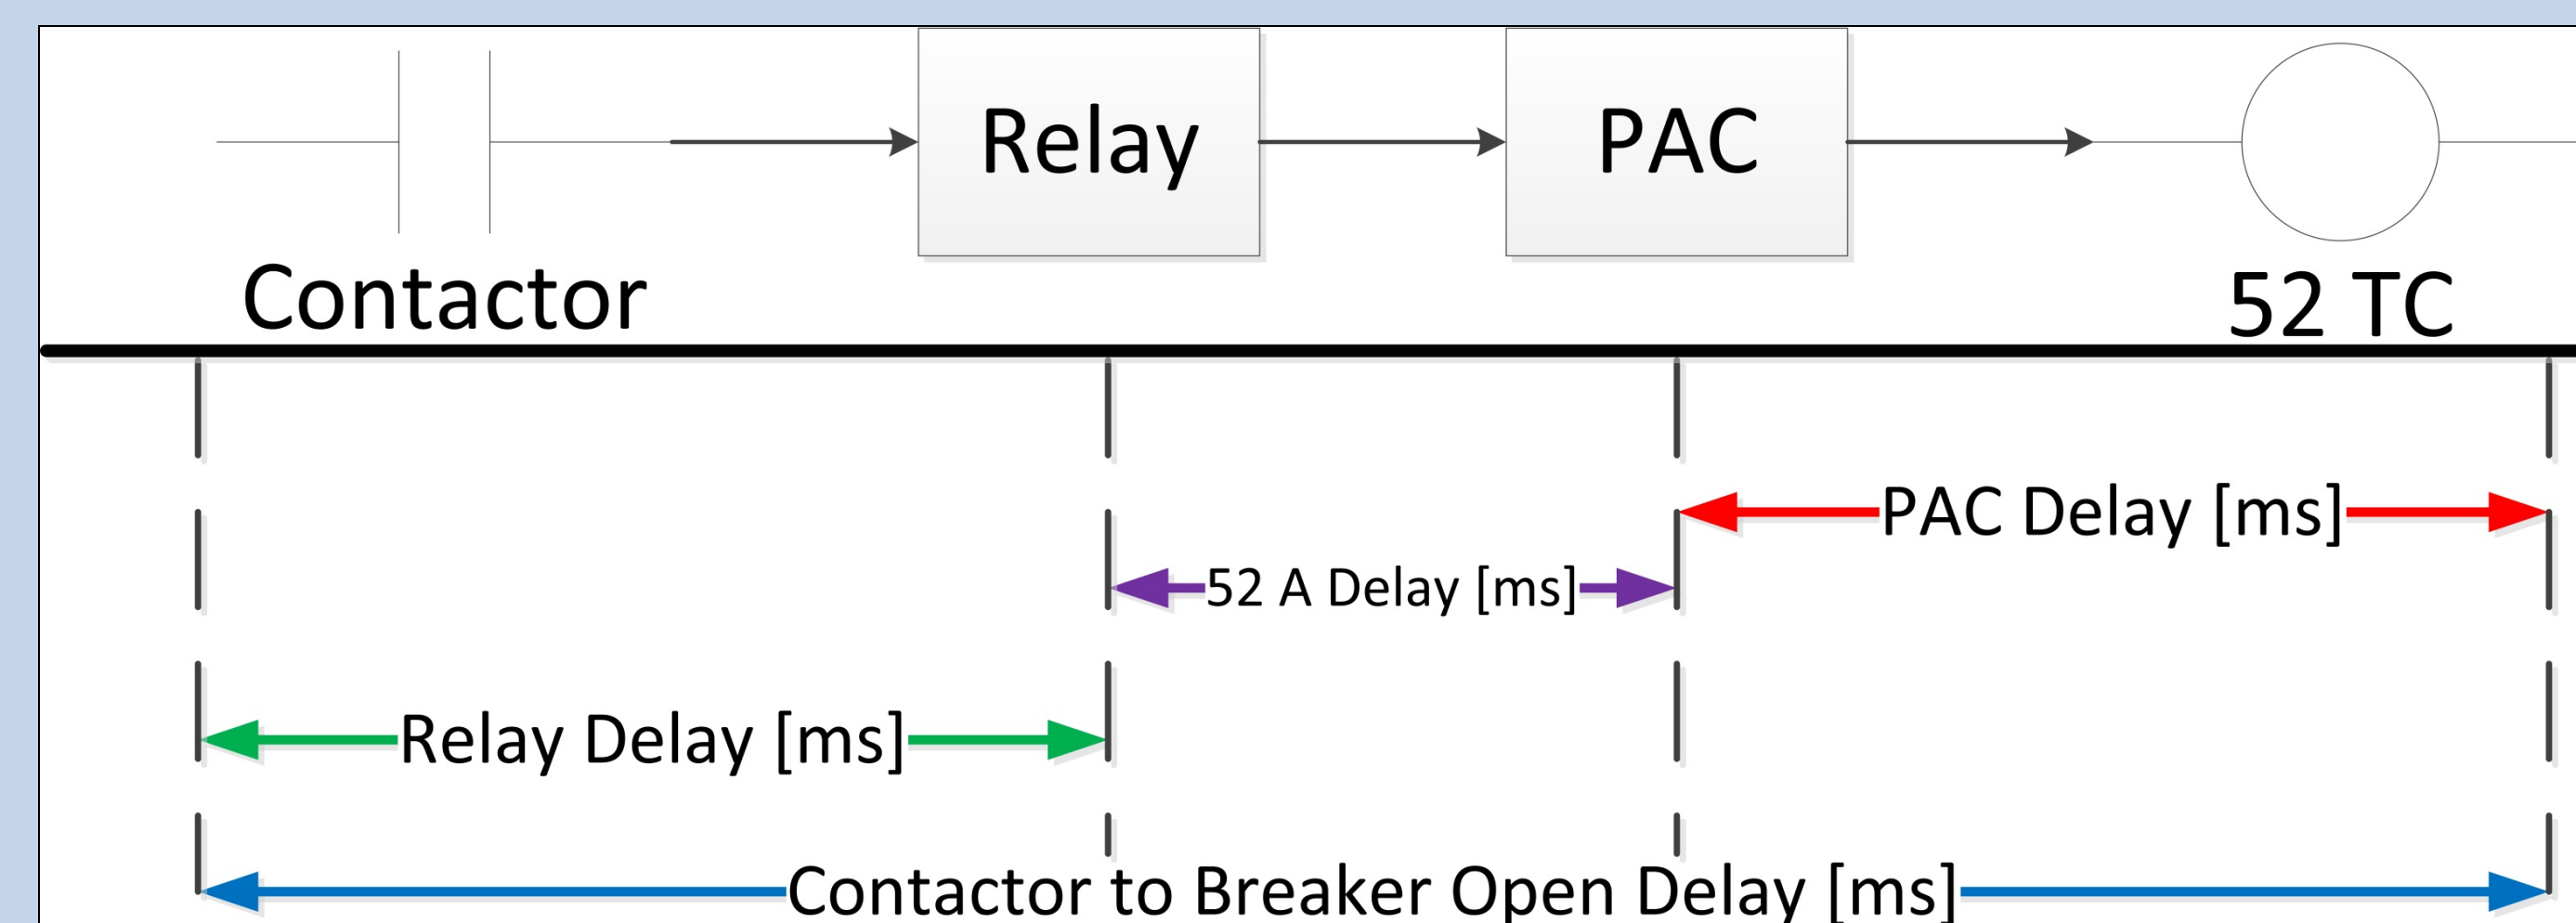 Relay
PAC
Contactor
52 TC
PAC Delay [ms]
52 A Delay [ms]
Relay Delay [ms]
Contactor to Breaker Open Delay [ms]